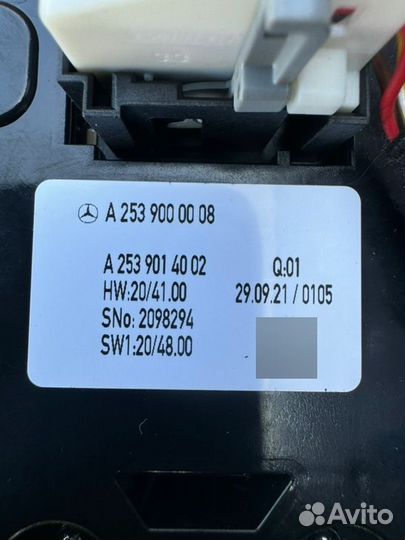 A 253 900 00 08
A 253 901 40 02 Q:01
HW:20/41.00 29.09.21 / 0105
SNo: 2098294
SW1:20/48.00
Avito